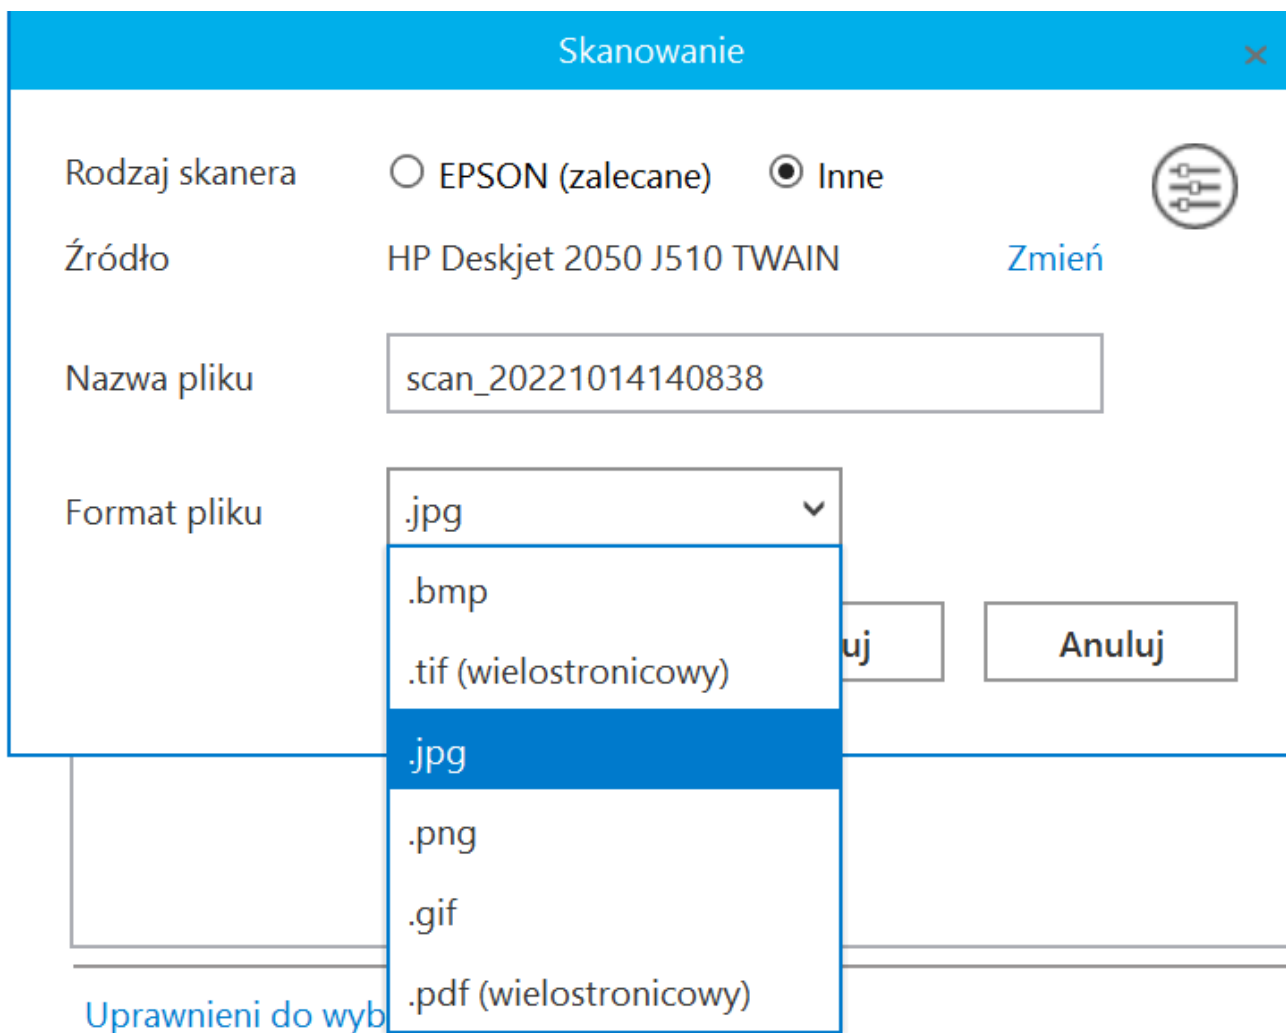 Skanowanie
Rodzaj skanera EPSON (zalecane) Inne
Źródło HP Deskjet 2050 J510 TWAIN Zmień
Nazwa pliku scan_20221014140838
Format pliku .jpg
.bmp
uj Anuluj
.tif (wielostronicowy)
.jpg
.png
.gif
.pdf (wielostronicowy)
Uprawnieni do wyb